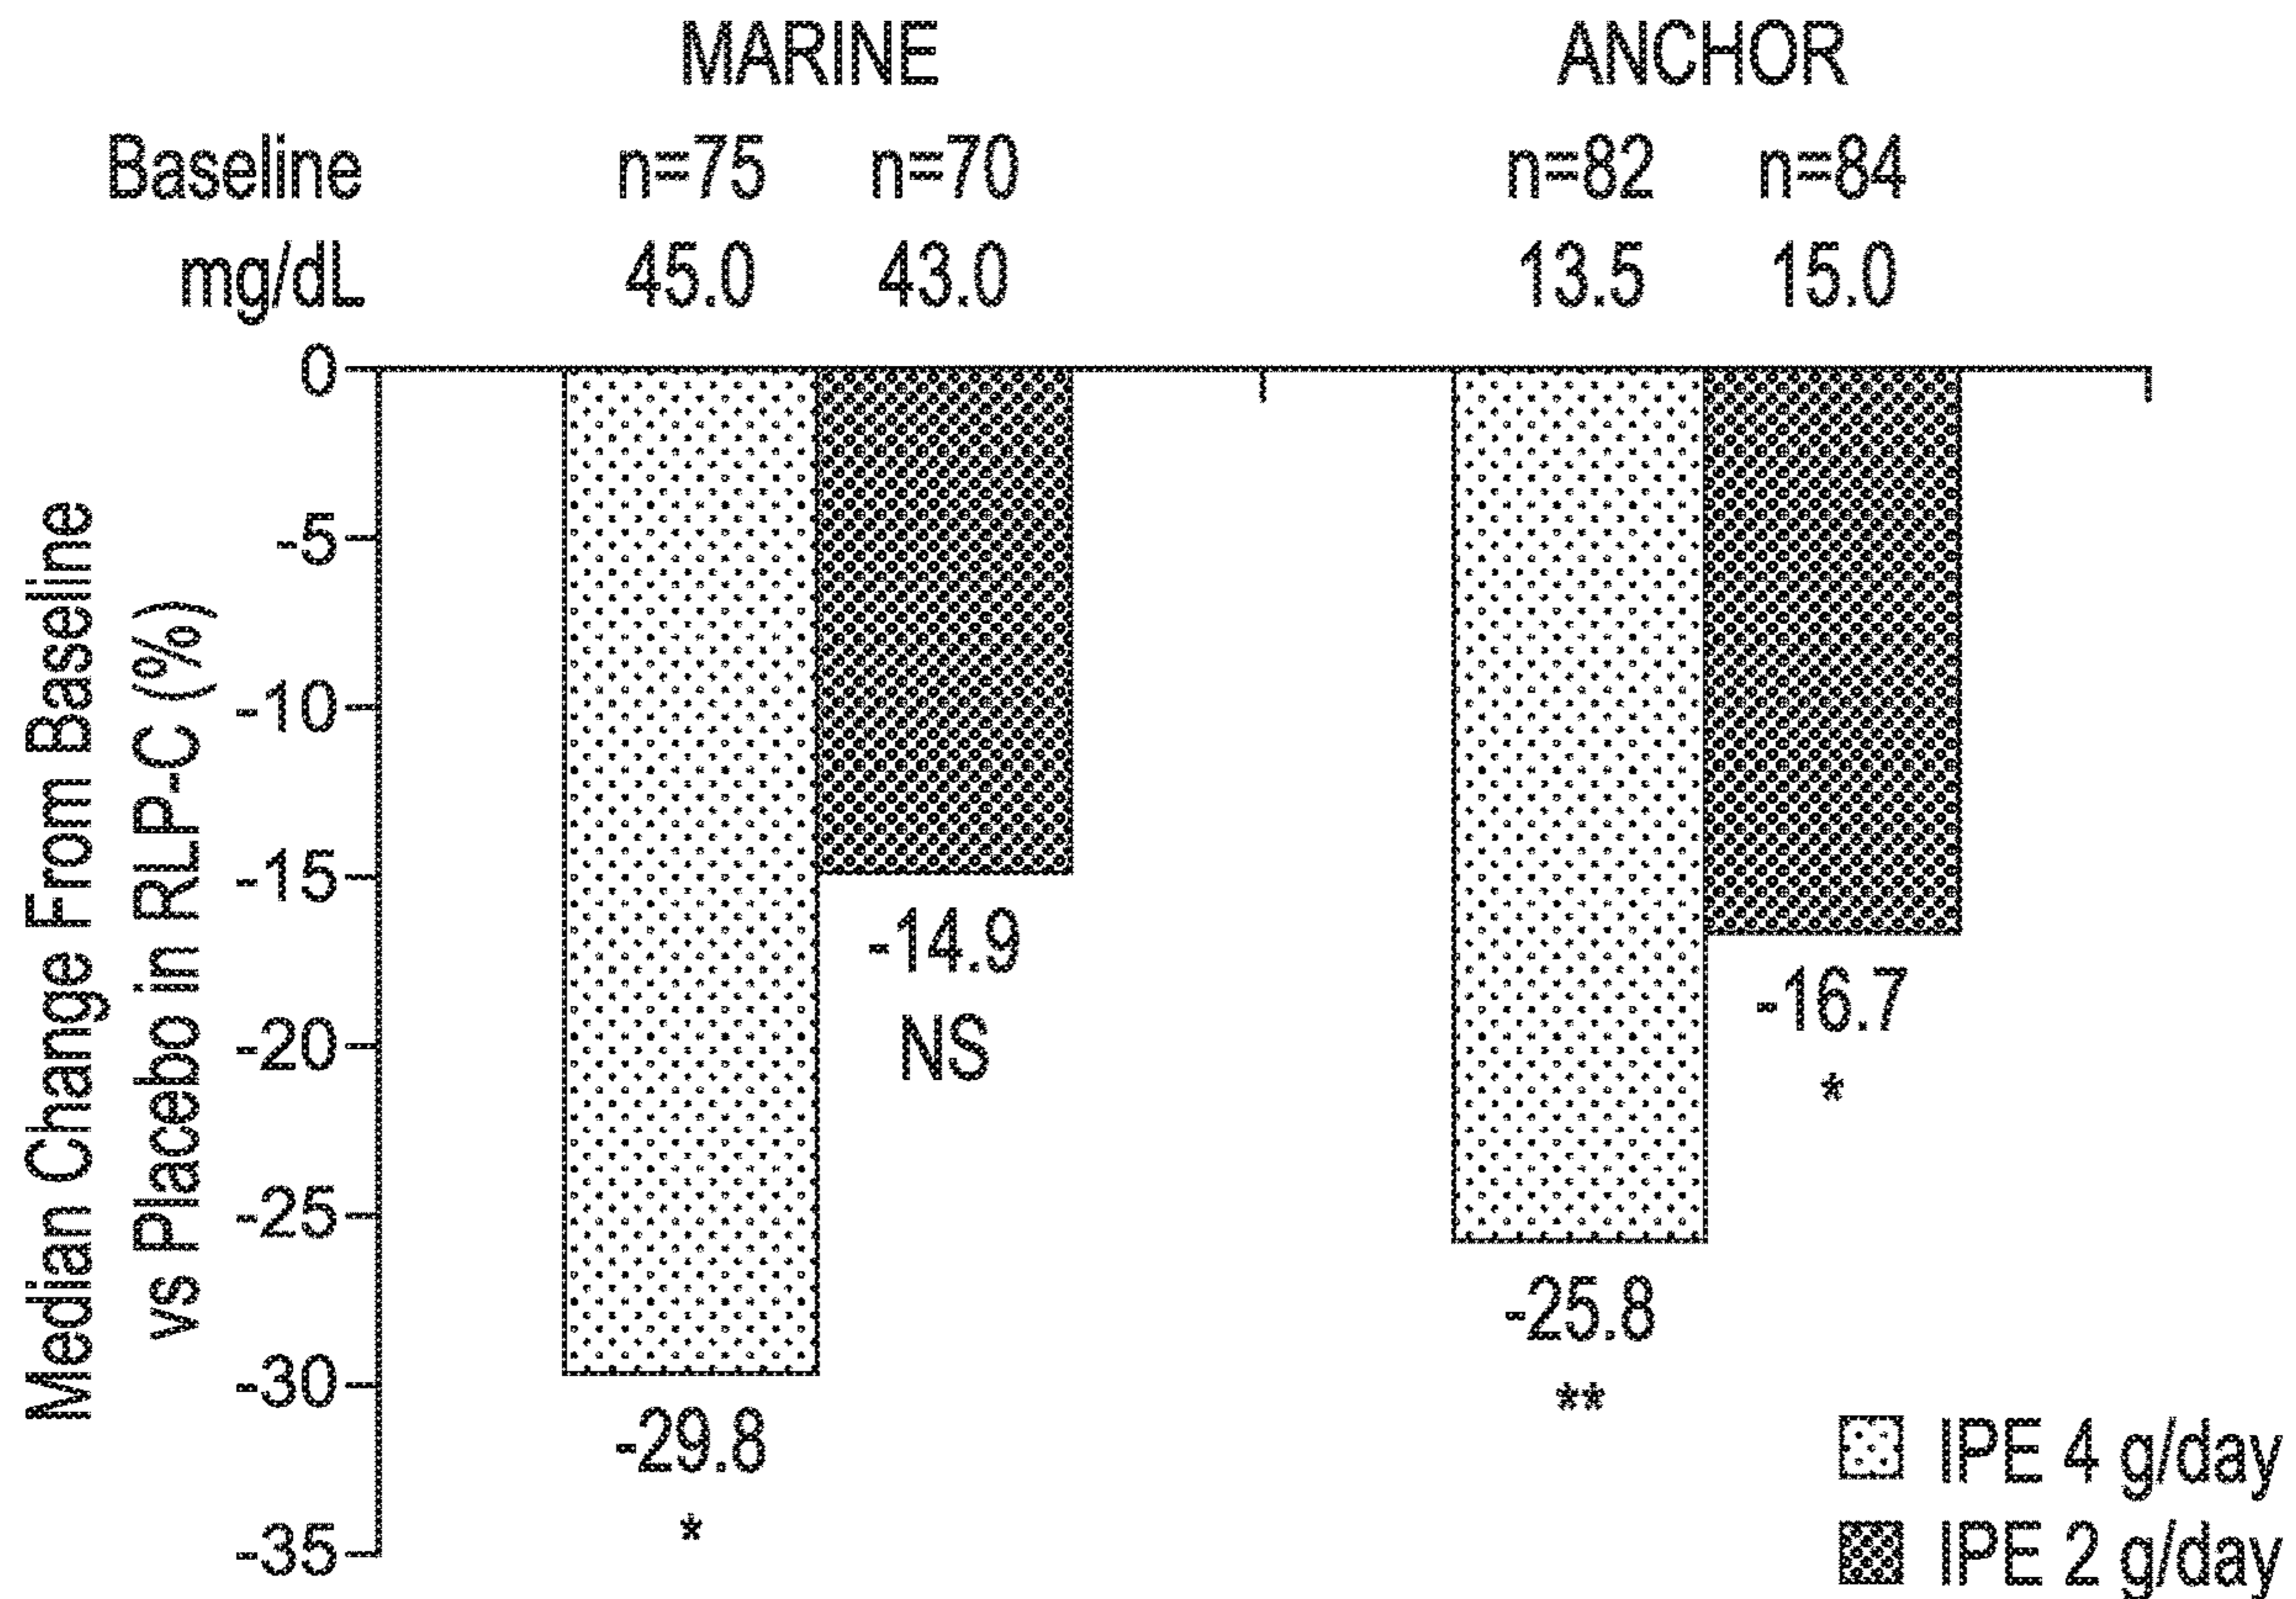 MARINE ANCHOR
Baseline n=75 n=70 n=82 n=84
mg/dL 45.0 43.0 13.5 15.0
Median Change From Baseline
vs Placebo in RLP-C (%)
0
-5
-10
-15
-20
-25
-30
-35
-29.8
*
-14.9
NS
-25.8
**
-16.7
*
IPE 4 g/day
IPE 2 g/day